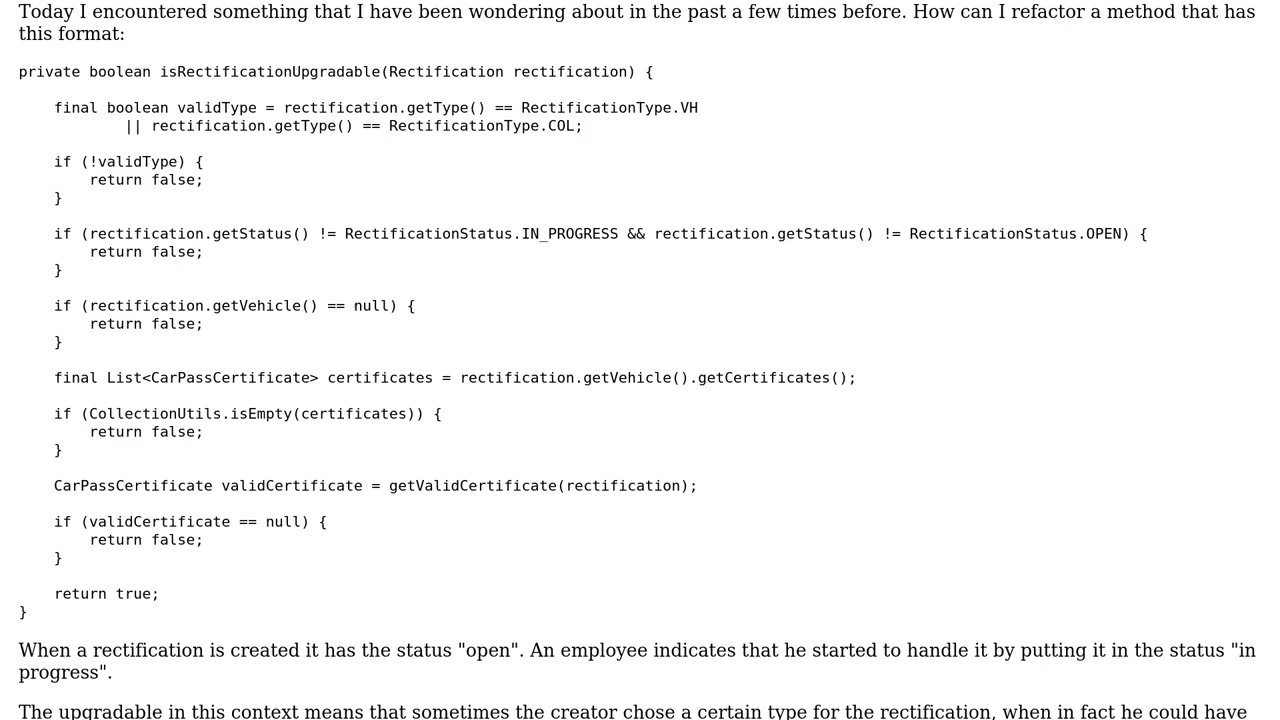 Today I encountered something that I have been wondering about in the past a few times before. How can I refactor a method that has
this format:
private boolean isRectificationUpgradable(Rectification rectification) {
    final boolean validType = rectification.getType() == RectificationType.VH
            || rectification.getType() == RectificationType.COL;
    if (!validType) {
        return false;
    }
    if (rectification.getStatus() != RectificationStatus.IN_PROGRESS && rectification.getStatus() != RectificationStatus.OPEN) {
        return false;
    }
    if (rectification.getVehicle() == null) {
        return false;
    }
    final List<CarPassCertificate> certificates = rectification.getVehicle().getCertificates();
    if (CollectionUtils.isEmpty(certificates)) {
        return false;
    }
    CarPassCertificate validCertificate = getValidCertificate(rectification);
    if (validCertificate == null) {
        return false;
    }
    return true;
}
When a rectification is created it has the status "open". An employee indicates that he started to handle it by putting it in the status "in
progress".
The upgradable in this context means that sometimes the creator chose a certain type for the rectification, when in fact he could have